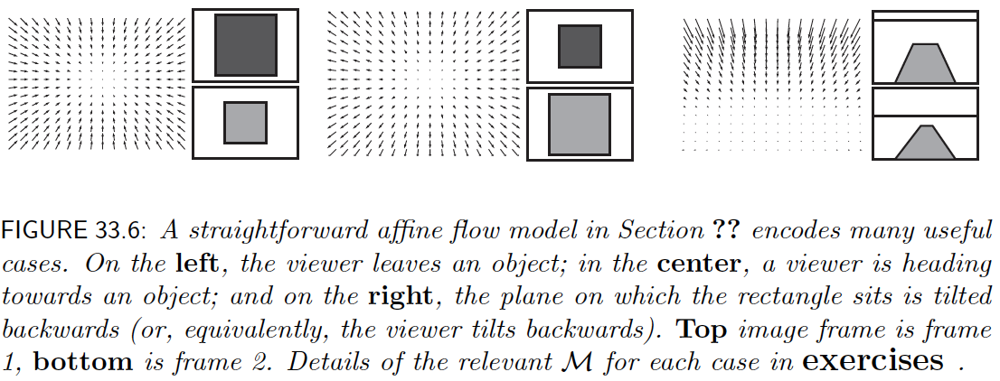 FIGURE 33.6: A straightforward affine flow model in Section ?? encodes many useful
cases. On the left, the viewer leaves an object; in the center, a viewer is heading
towards an object; and on the right, the plane on which the rectangle sits is tilted
backwards (or, equivalently, the viewer tilts backwards). Top image frame is frame
1, bottom is frame 2. Details of the relevant ℳ for each case in exercises .